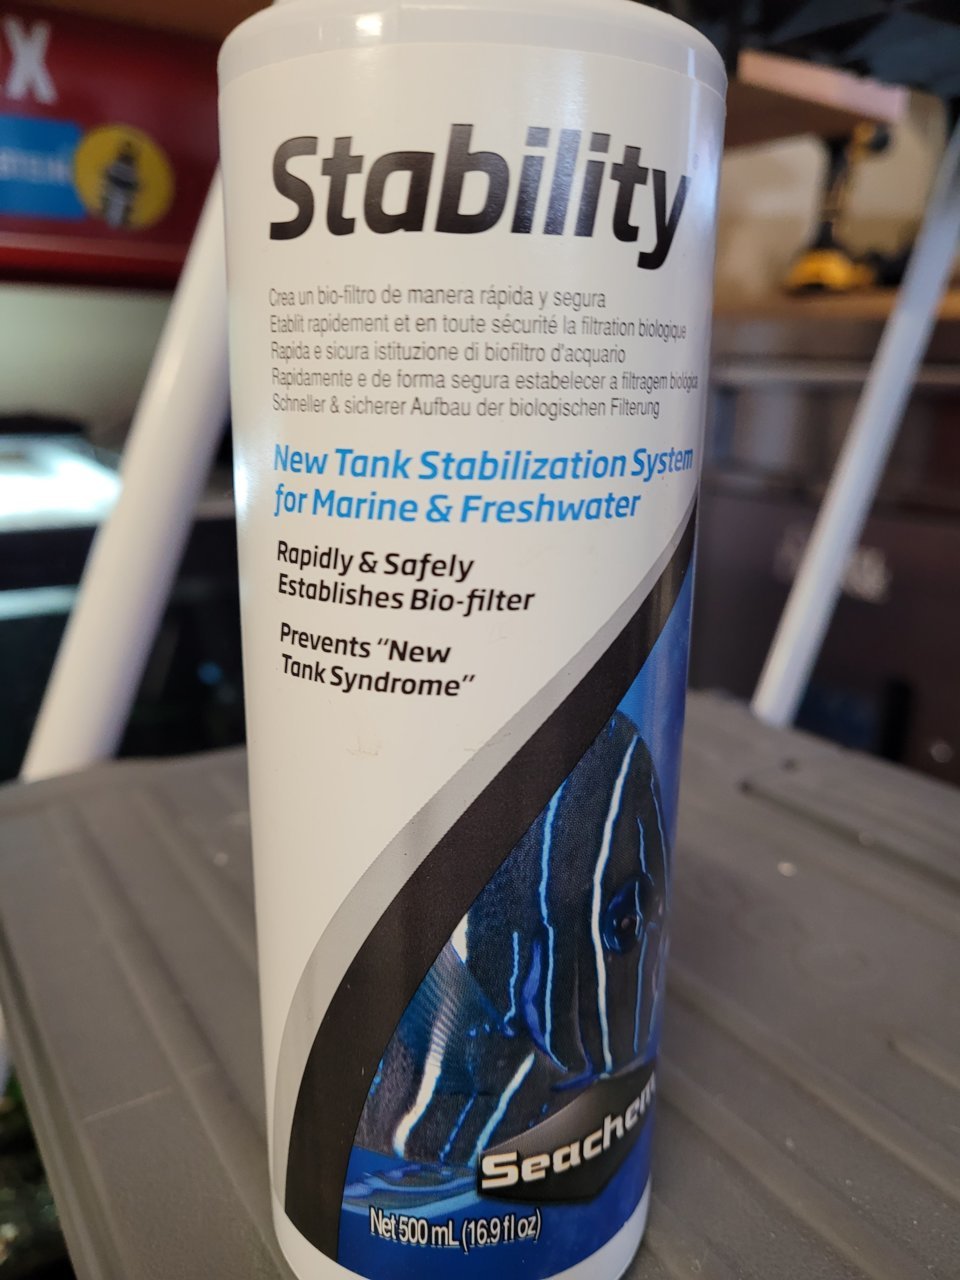 X
Stability
Crea un bio-filtro de manera rápida y segura
Etablit rapidement et en toute sécurité la filtration biologique
Rapida e sicura istituzione di biofiltro d'acquario
Rapidamente e de forma segura estabelecer a filtragem biológica
Schneller & sicherer Aufbau der biologischen Filterung
New Tank Stabilization System
for Marine & Freshwater
Rapidly & Safely
Establishes Bio-filter
Prevents “New
Tank Syndrome”
Seachem
Net 500 mL (16.9 fl oz)